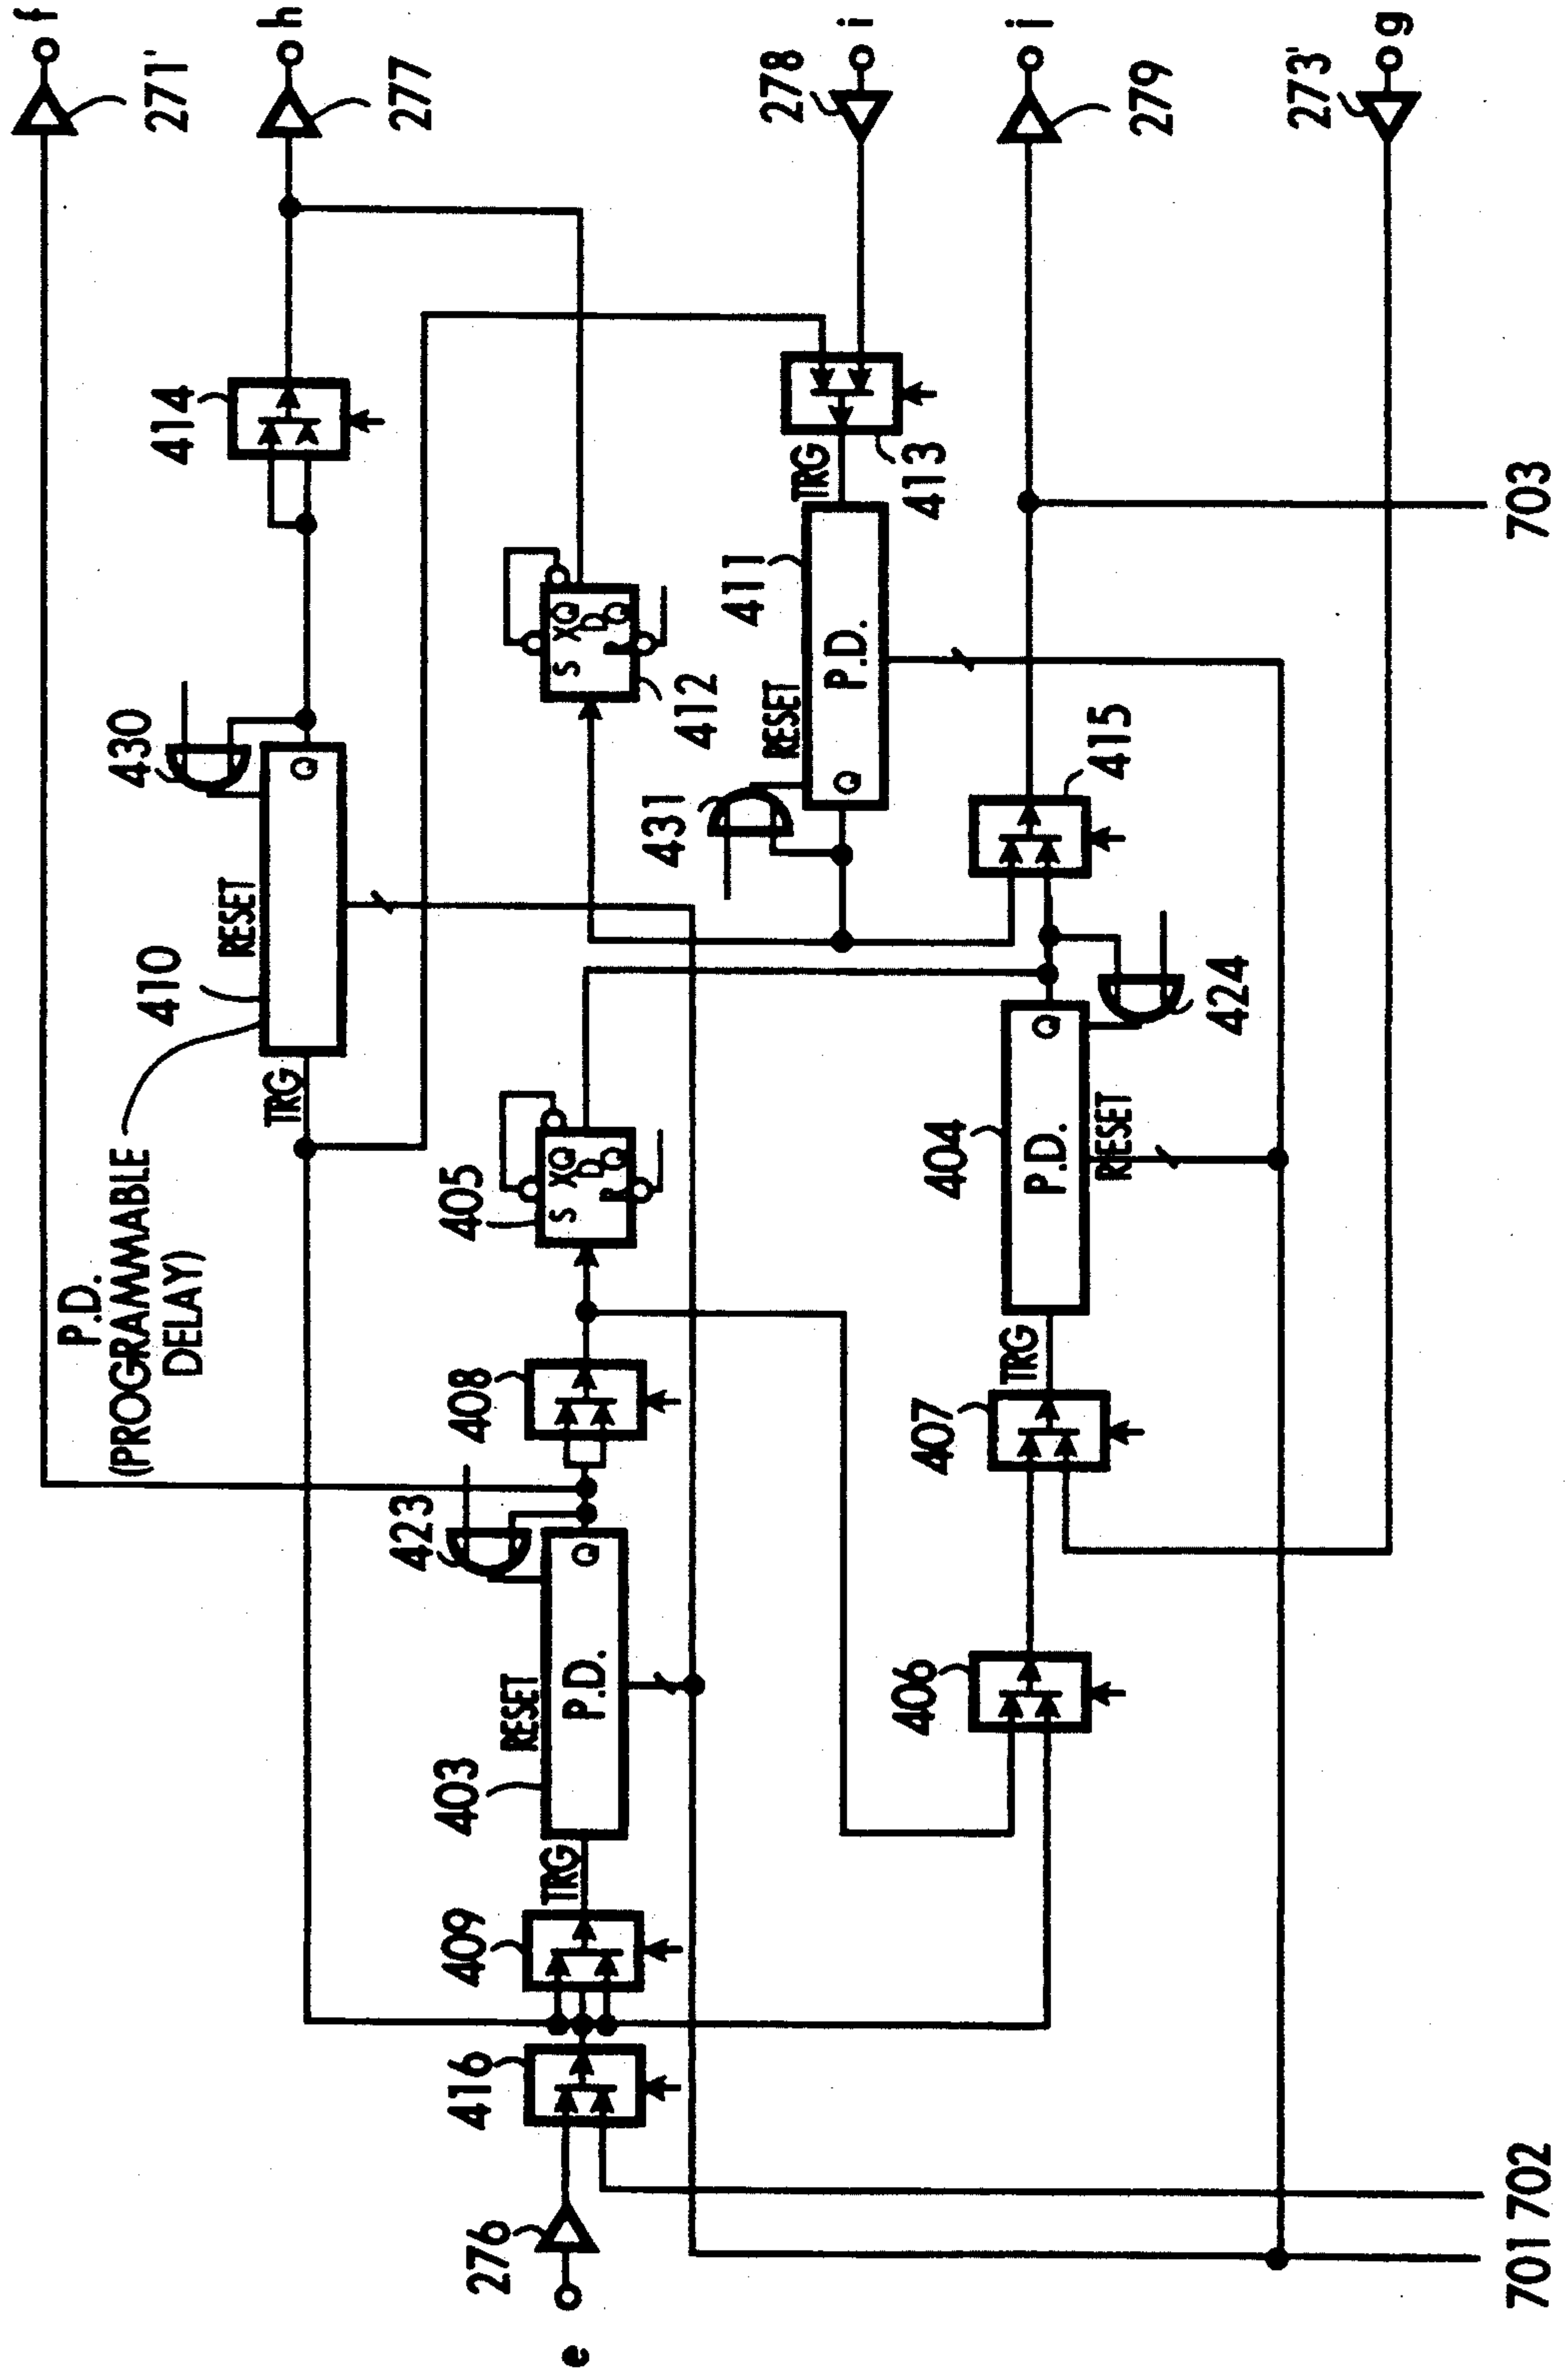 f
P.D.
(PROGRAMMABLE
DELAY)
271'
410
430
414
RESET
h
TRG
Q
277
403
423
408
405
409
416
276
RESET
TRG
P.D.
Q
S
XQ
D
R
Q
e
412
S
XQ
D
R
Q
431
411
278
RESET
TRG
Q
P.D.
i
413
406
407
404
415
TRG
P.D.
Q
RESET
i
279
424
273'
g
701
702
703